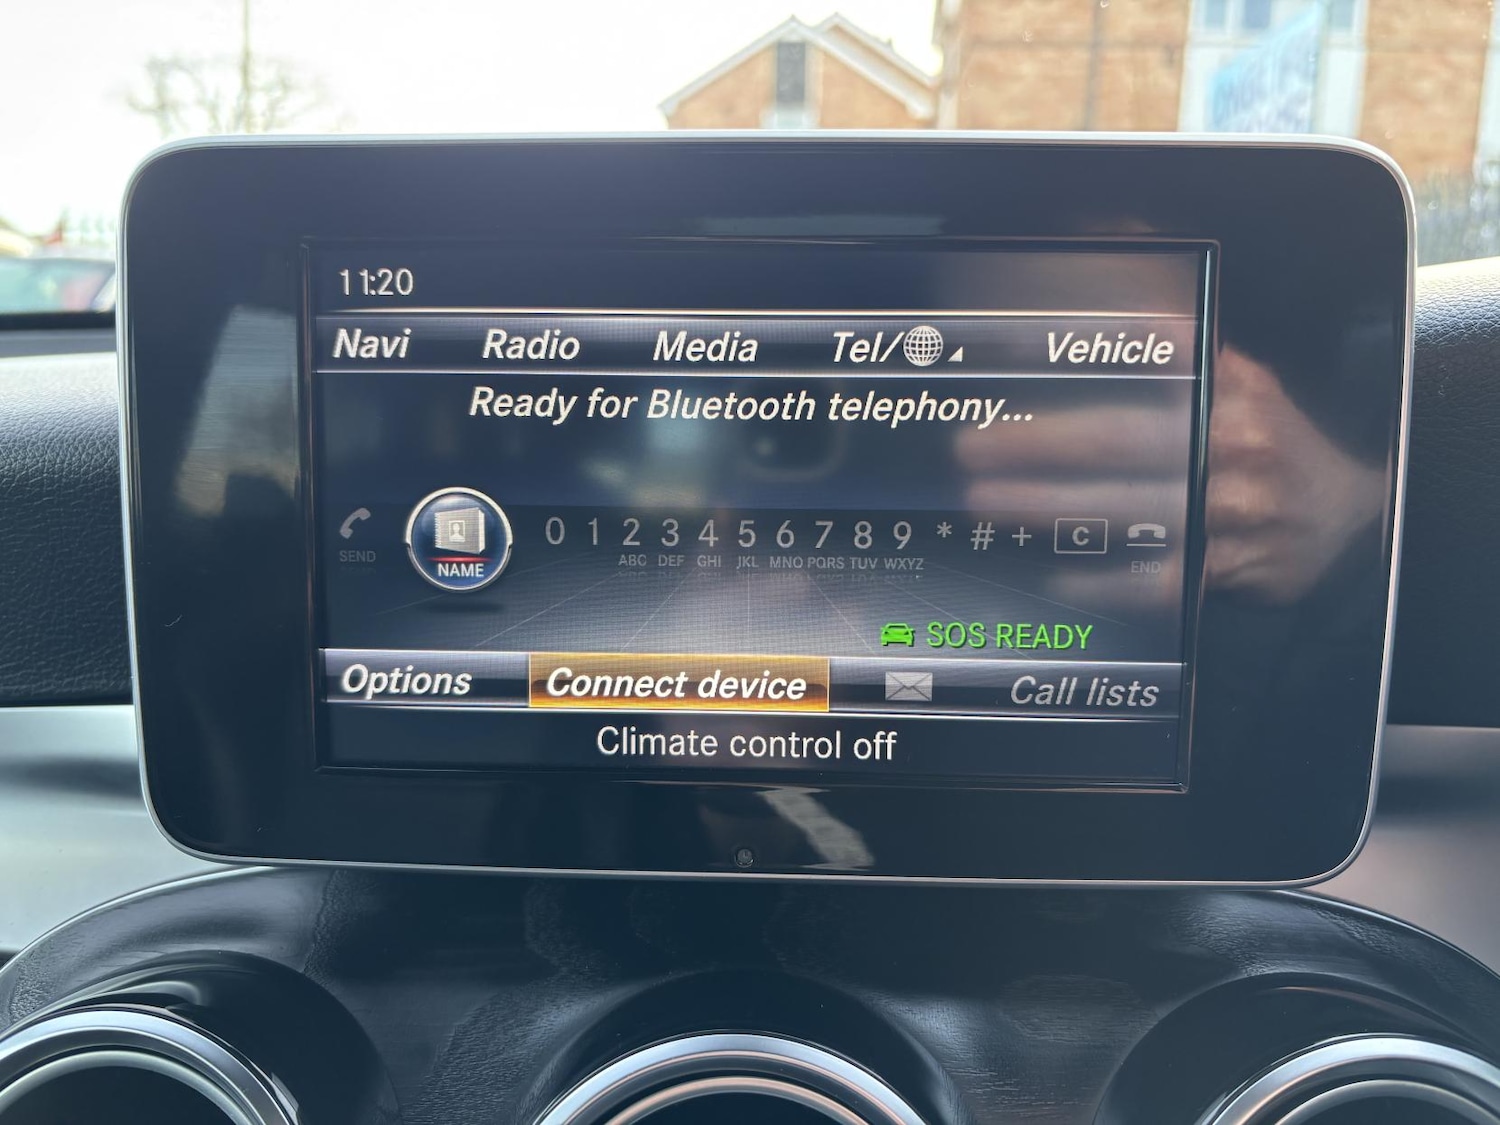 11:20
Navi Radio Media Tel/ Vehicle
Ready for Bluetooth telephony...
0 1 2 3 4 5 6 7 8 9 * # + C
SEND NAME ABC DEF GHI JKL MNO PQRS TUV WXYZ END
SOS READY
Options Connect device Call lists
Climate control off